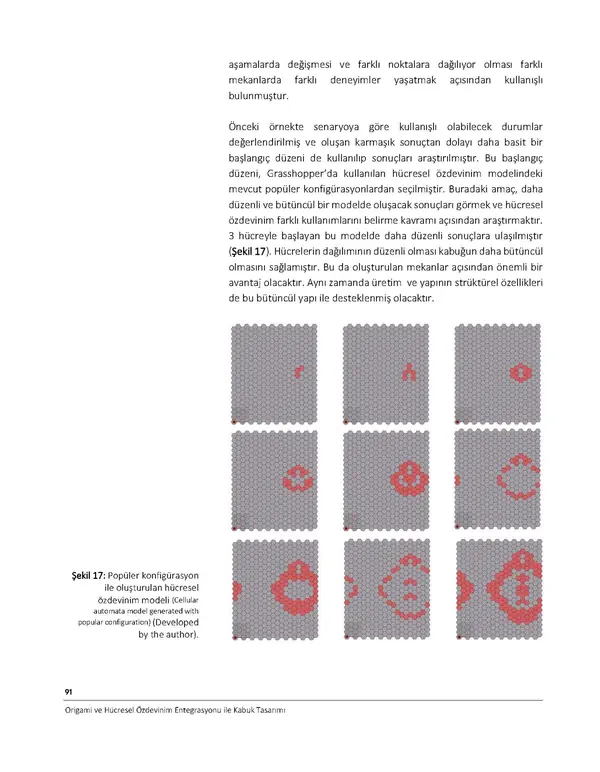 aşamalarda değişmesi ve farklı noktalara dağılıyor olması farklı
mekanlarda farklı deneyimler yaşatmak açısından kullanışlı
bulunmuştur.
Önceki örnekte senaryoya göre kullanışlı olabilecek durumlar
değerlendirilmiş ve oluşan karmaşık sonuçtan dolayı daha basit bir
başlangıç düzeni de kullanılıp sonuçları araştırılmıştır. Bu başlangıç
düzeni, Grasshopper’da kullanılan hücresel özdevinim modelindeki
mevcut popüler konfigürasyonlardan seçilmiştir. Buradaki amaç, daha
düzenli ve bütüncül bir modelde oluşacak sonuçları görmek ve hücresel
özdevinim farklı kullanımlarını belirme kavramı açısından araştırmaktır.
3 hücreyle başlayan bu modelde daha düzenli sonuçlara ulaşılmıştır
(Şekil 17). Hücrelerin dağılımının düzenli olması kabuğun daha bütüncül
olmasını sağlamıştır. Bu da oluşturulan mekanlar açısından önemli bir
avantaj olacaktır. Aynı zamanda üretim ve yapının strüktürel özellikleri
de bu bütüncül yapı ile desteklenmiş olacaktır.
Şekil 17: Popüler konfigürasyon
ile oluşturulan hücresel
özdevinim modeli (Cellular
automata model generated with
popular configuration) (Developed
by the author).
91
Origami ve Hücresel Özdevinim Entegrasyonu ile Kabuk Tasarımı